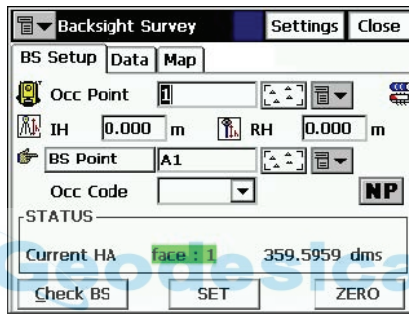 Backsight Survey Settings Close
BS Setup Data Map
Occ Point 1
IH 0.000 m RH 0.000 m
BS Point A1
Occ Code NP
STATUS
Current HA face : 1 359.5959 dms
Check BS SET ZERO
Geodesical